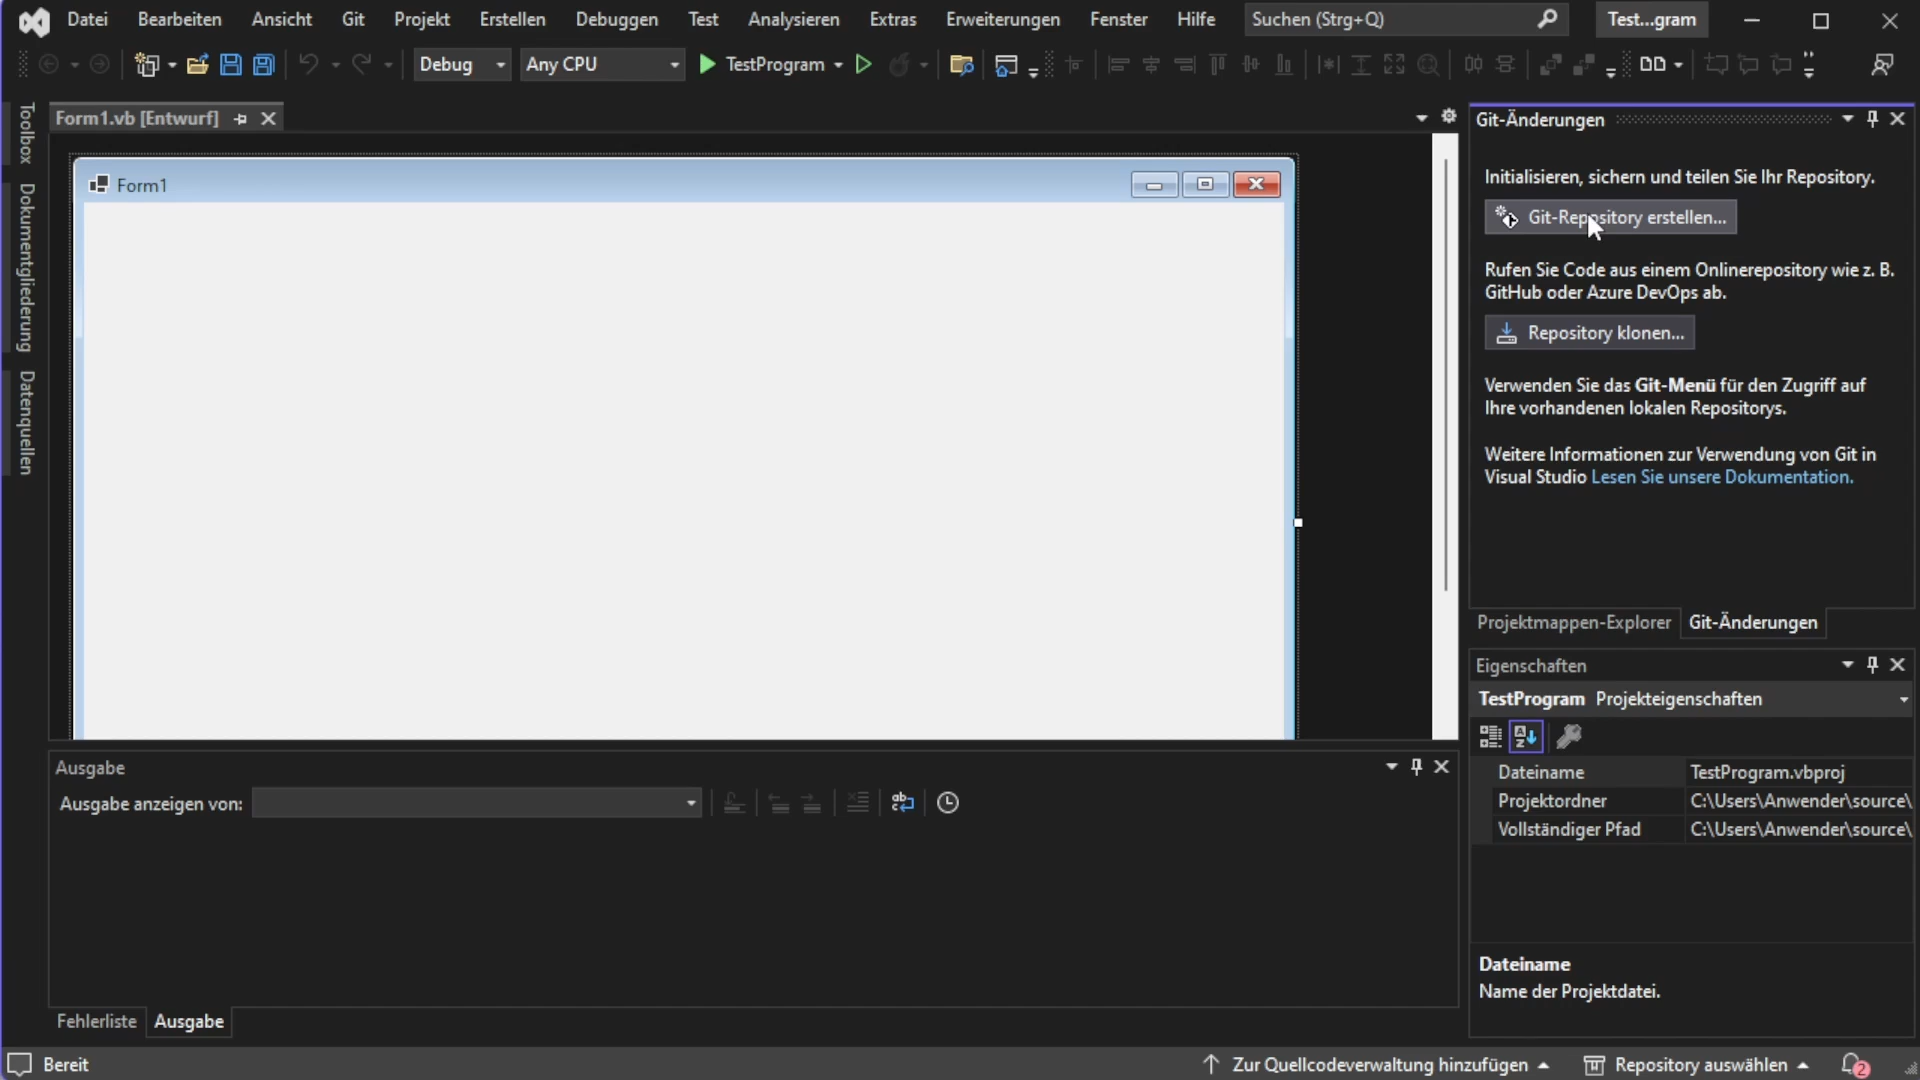 Datei Bearbeiten Ansicht Git Projekt Erstellen Debuggen Test Analysieren Extras Erweiterungen Fenster Hilfe Suchen (Strg+Q) Test...gram
Debug Any CPU TestProgram
Toolbox
Dokumentgliederung
Datenquellen
Form1.vb [Entwurf]
Form1
Git-Änderungen
Initialisieren, sichern und teilen Sie Ihr Repository.
Git-Repository erstellen...
Rufen Sie Code aus einem Onlinerepository wie z. B.
GitHub oder Azure DevOps ab.
Repository klonen...
Verwenden Sie das Git-Menü für den Zugriff auf
Ihre vorhandenen lokalen Repositorys.
Weitere Informationen zur Verwendung von Git in
Visual Studio Lesen Sie unsere Dokumentation.
Projektmappen-Explorer Git-Änderungen
Eigenschaften
TestProgram Projekteigenschaften
Dateiname TestProgram.vbproj
Projektordner C:\Users\Anwender\source\
Vollständiger Pfad C:\Users\Anwender\source\
Dateiname
Name der Projektdatei.
Ausgabe
Ausgabe anzeigen von:
Fehlerliste Ausgabe
Bereit Zur Quellcodeverwaltung hinzufügen Repository auswählen 2